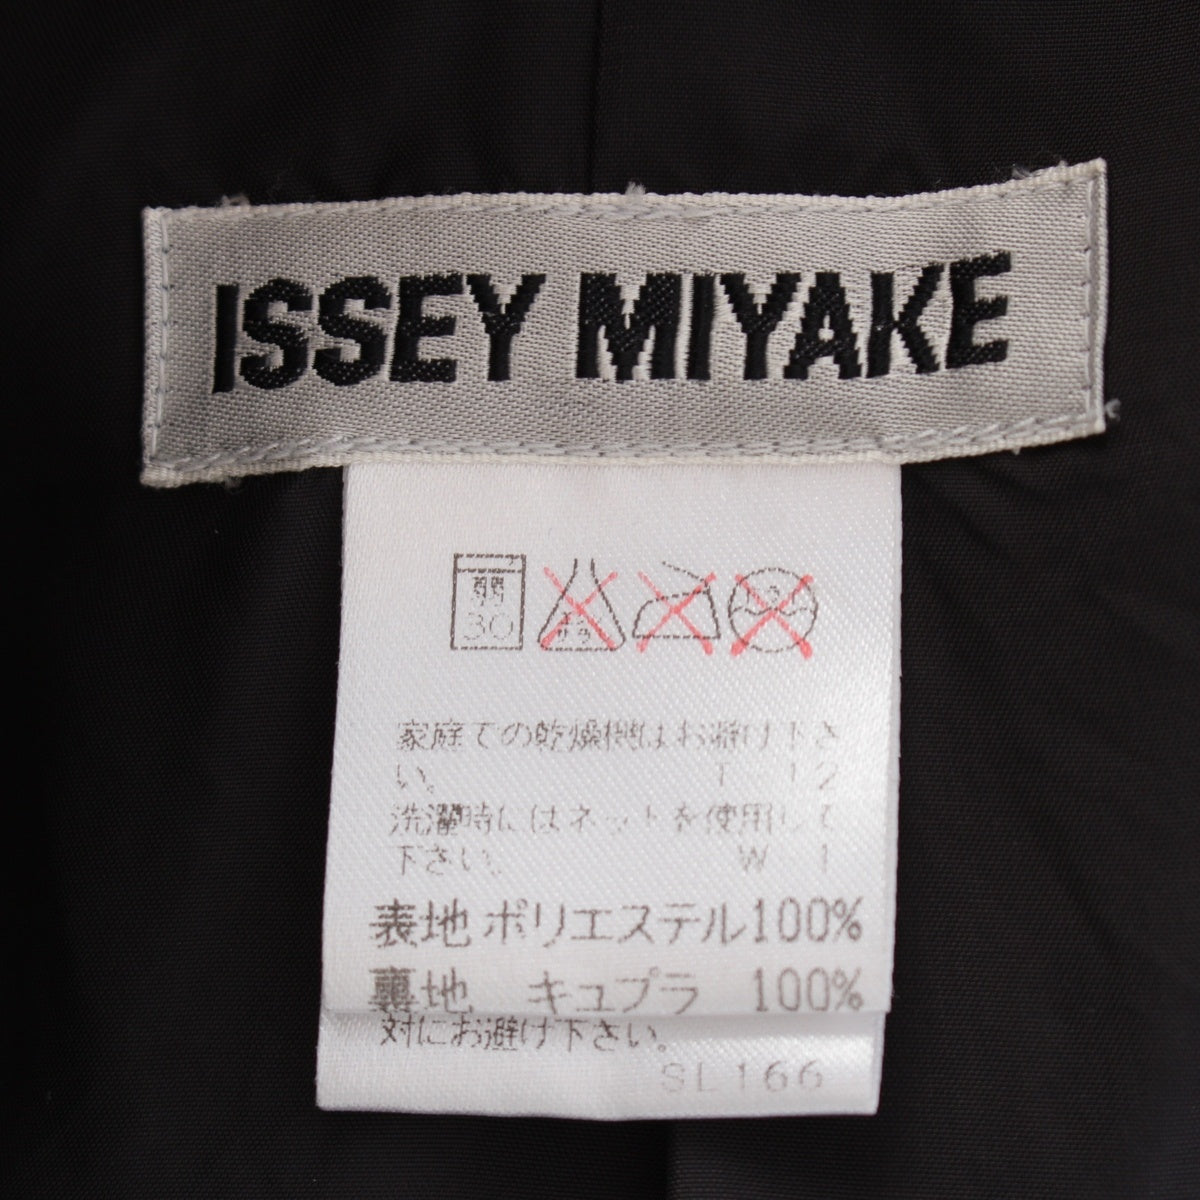 ISSEY MIYAKE
弱
30
家庭での乾燥機はお避け下さ
い。 T-12
洗濯時にはネットを使用して
下さい。 W-1
表地 ポリエステル 100%
裏地 キュプラ 100%
対にお避け下さい。
SL166